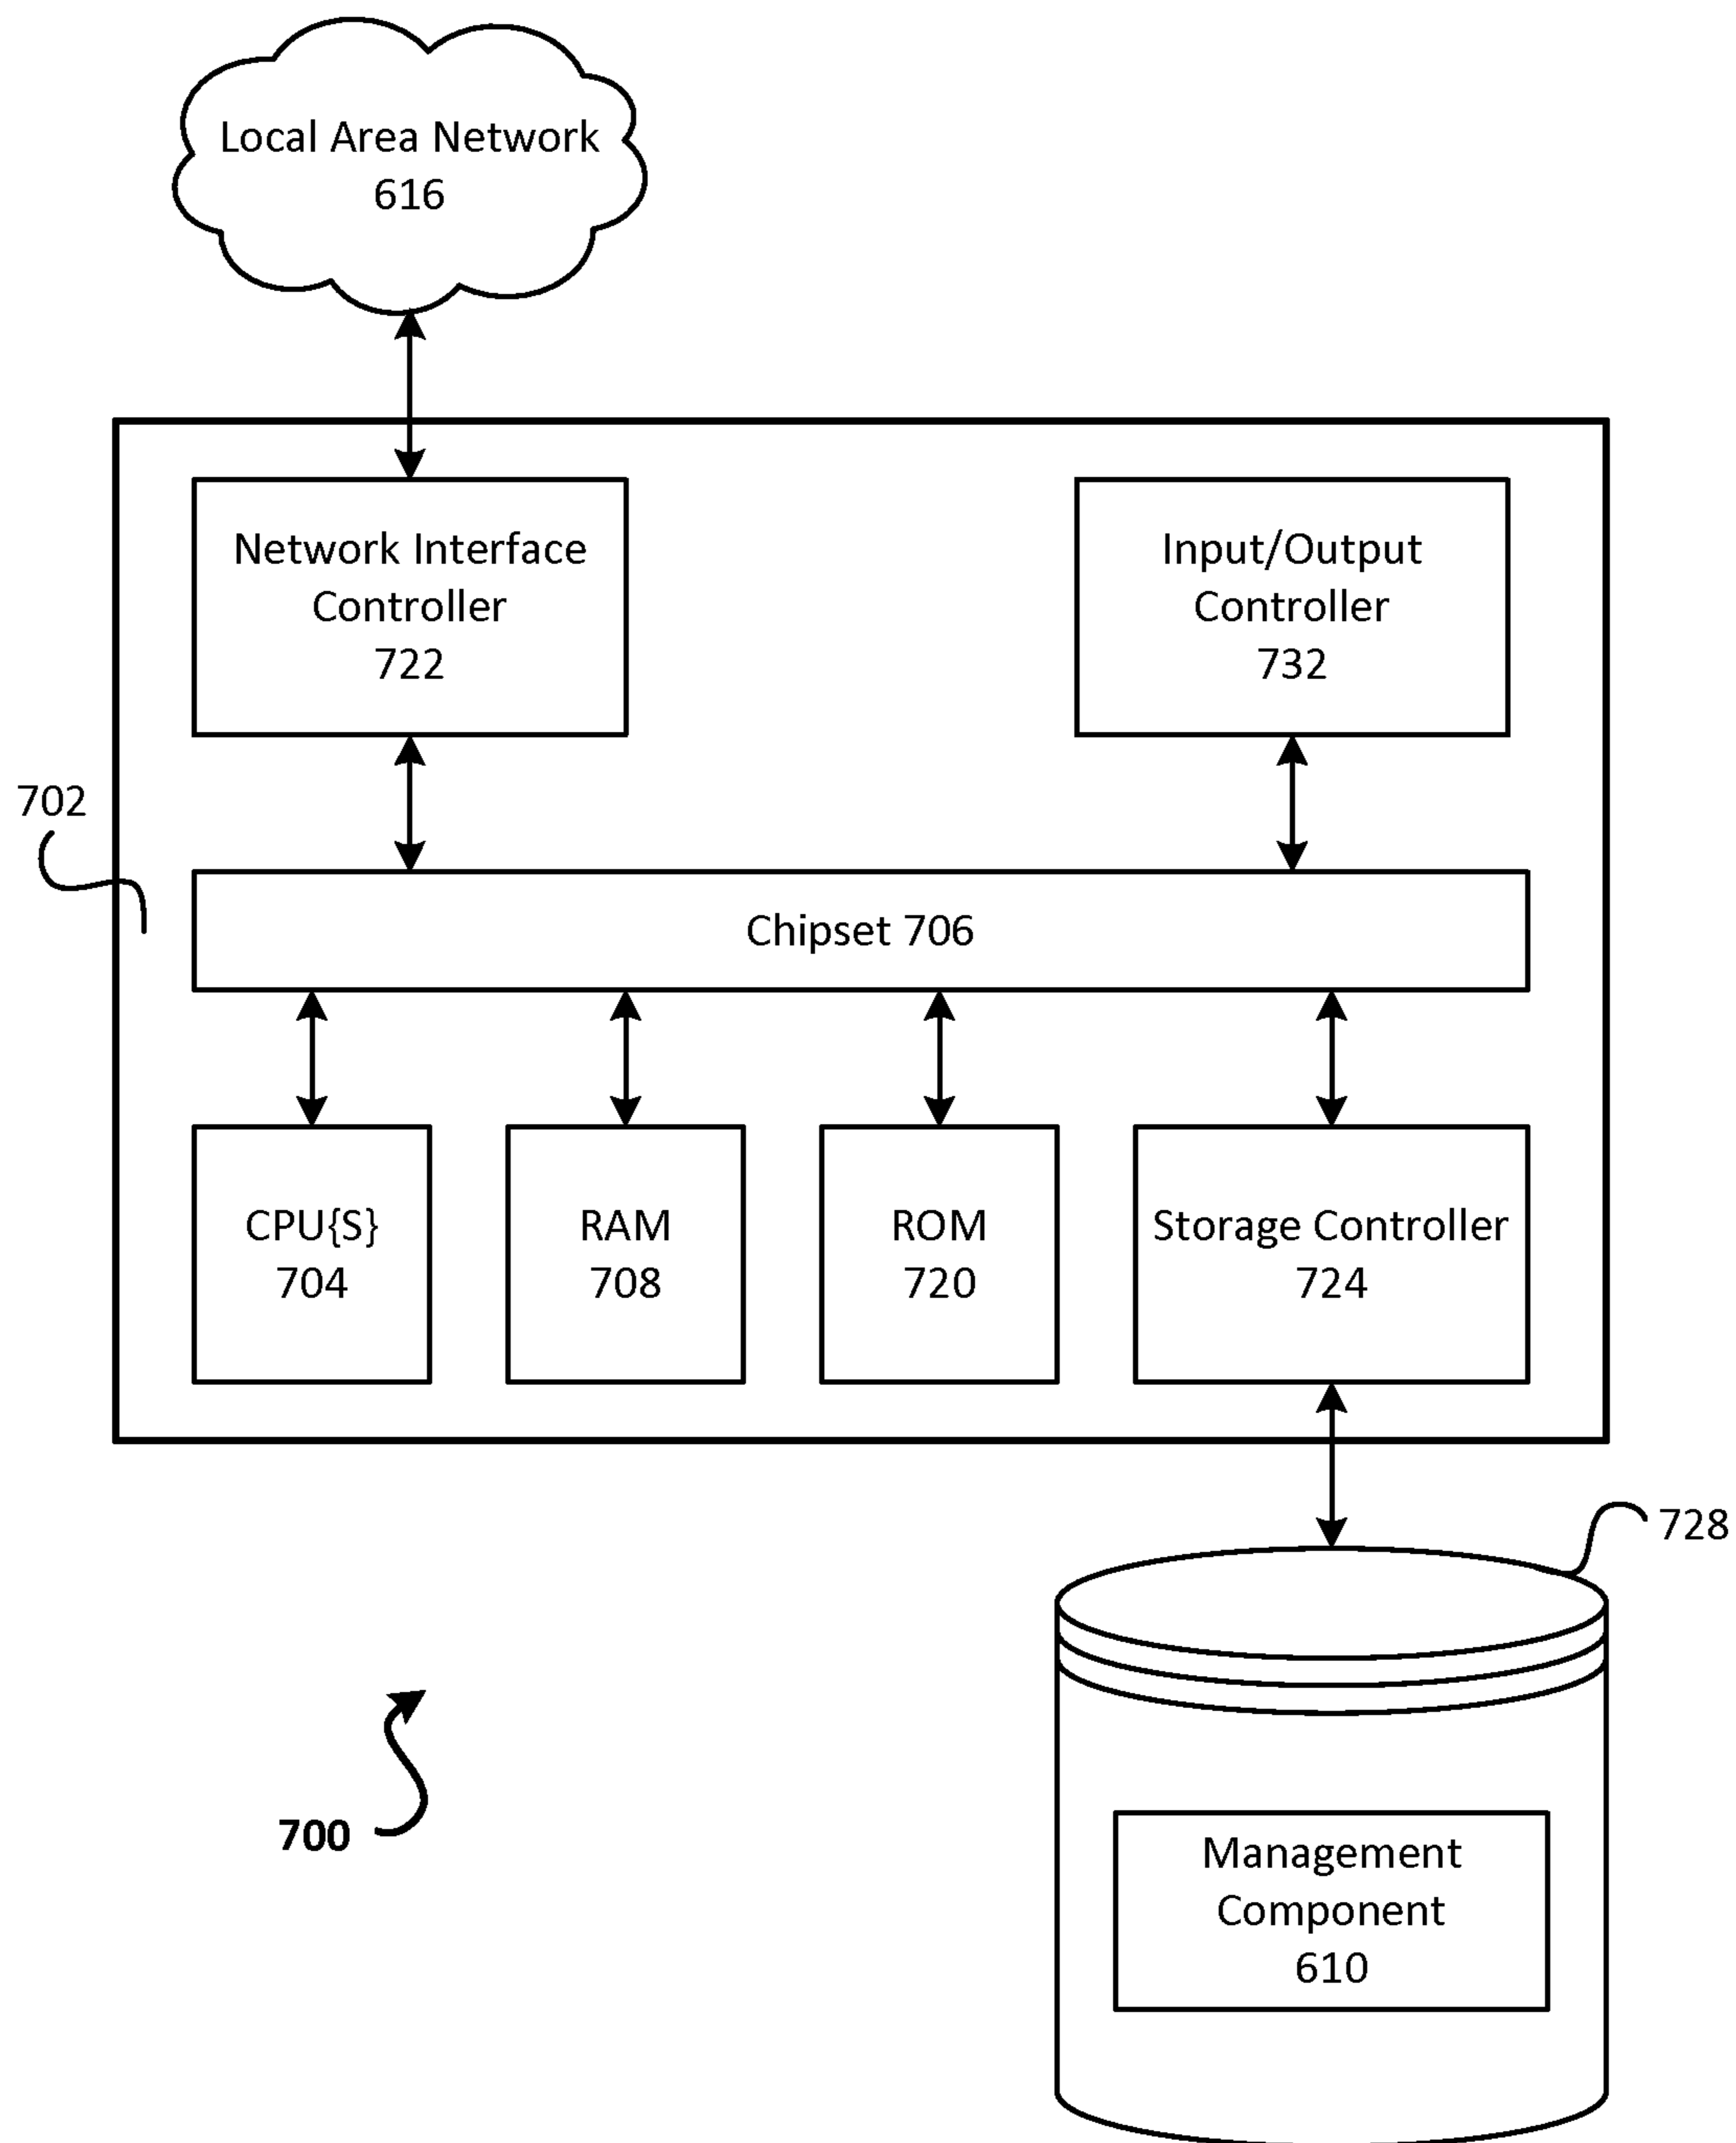 Local Area Network
616
Network Interface
Controller
722
Input/Output
Controller
732
702
Chipset 706
CPU{S}
704
RAM
708
ROM
720
Storage Controller
724
728
700
Management
Component
610